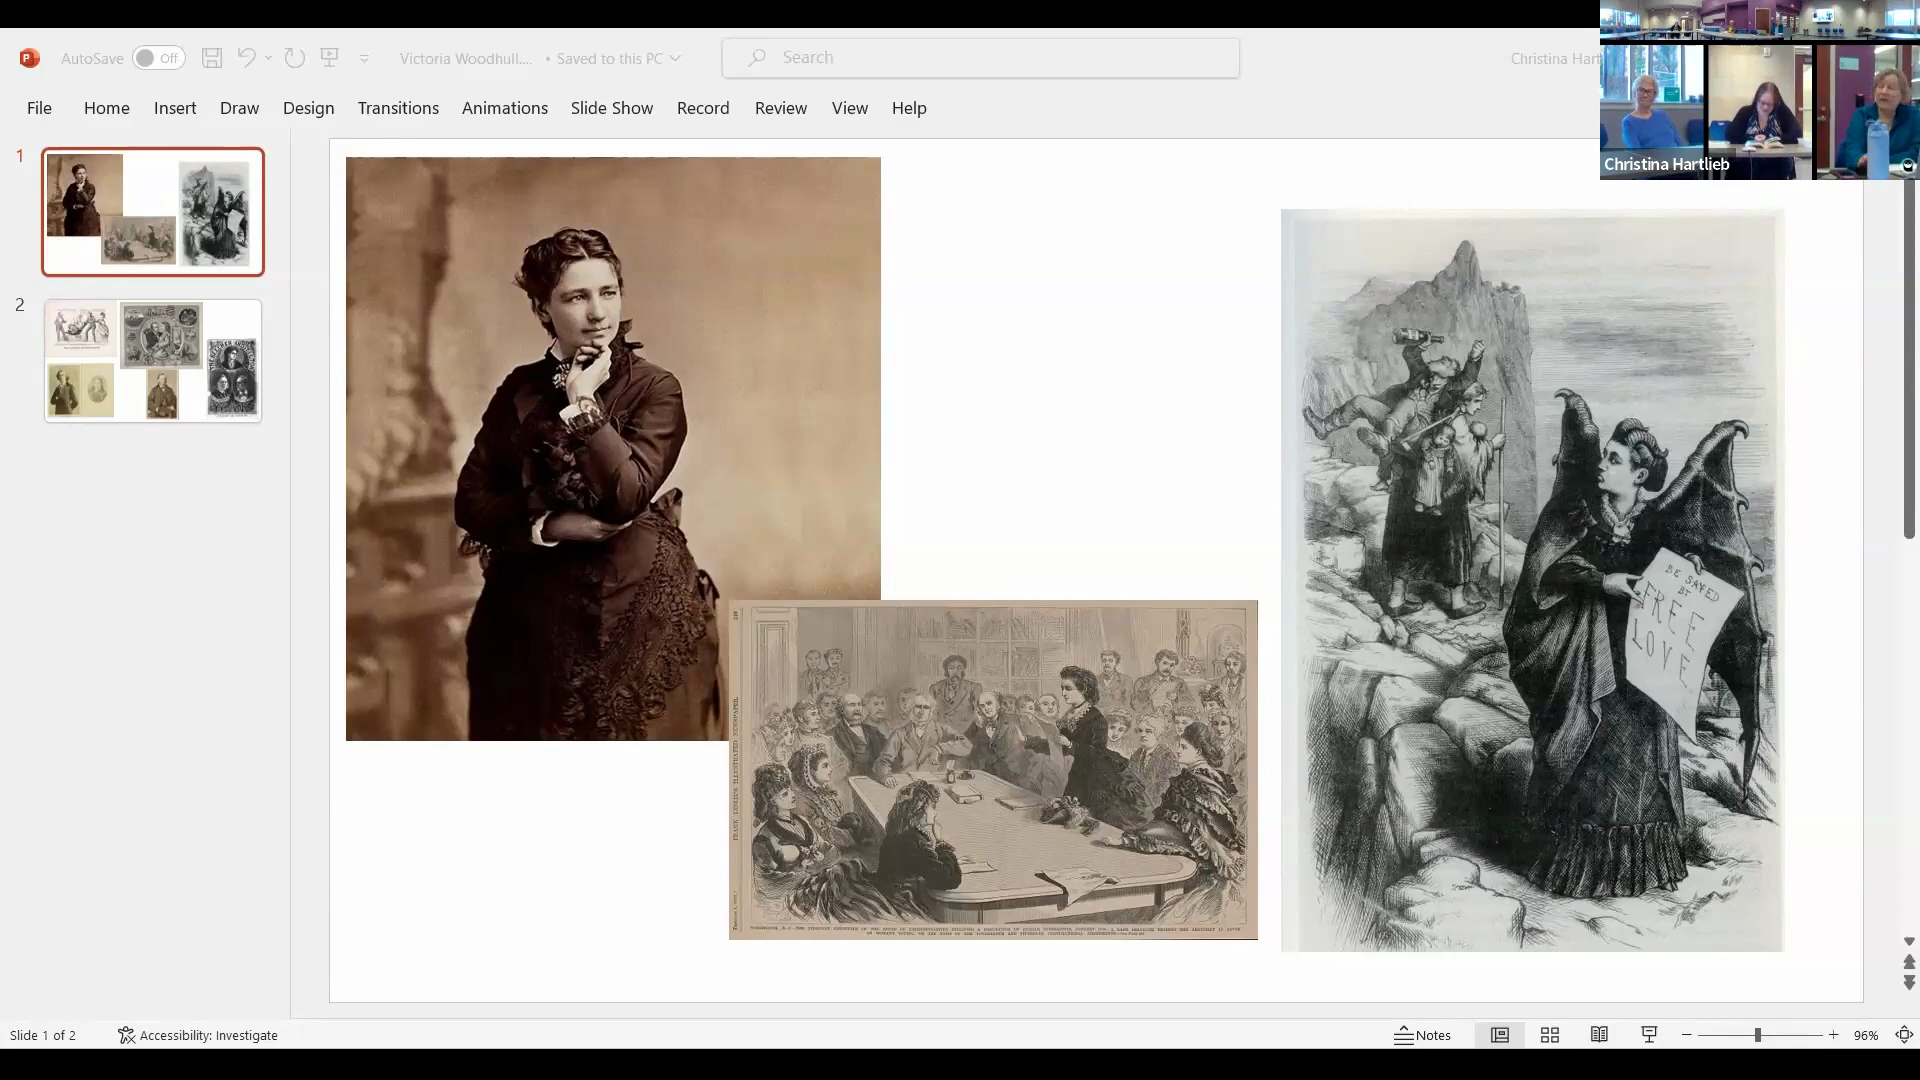 AutoSave Off Victoria Woodhull.... • Saved to this PC Search Christina Hart
File Home Insert Draw Design Transitions Animations Slide Show Record Review View Help
Christina Hartlieb
1
2
BE SAVED
BY
FREE
LOVE
FRANK LESLIE'S ILLUSTRATED NEWSPAPER.
Slide 1 of 2 Accessibility: Investigate Notes 96%